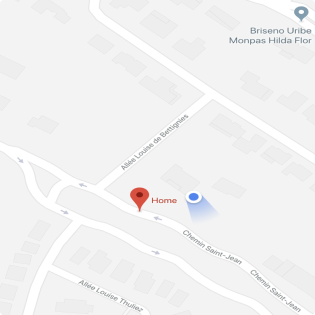 Briseno Uribe
Monpas Hilda Flor
Allée Louise de Bettignies
Home
Chemin Saint-Jean
Chemin Saint-Jean
Allée Louise Thuliez